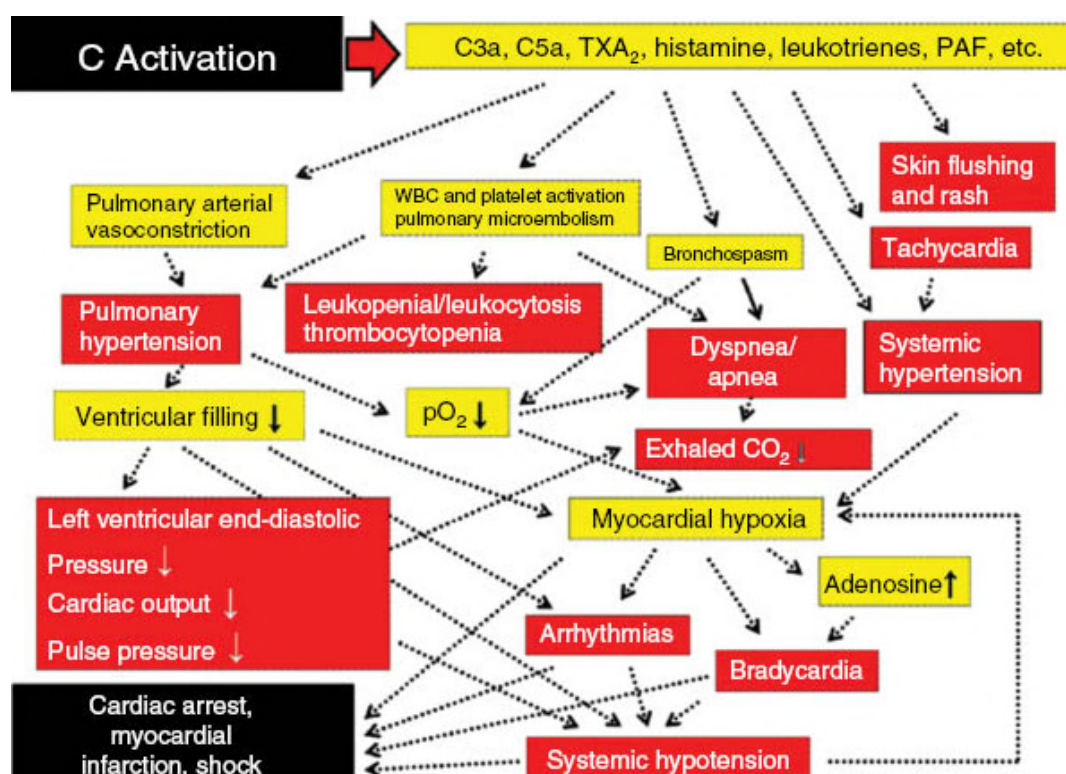 C Activation
C3a, C5a, TXA₂, histamine, leukotrienes, PAF, etc.
Skin flushing
and rash
Pulmonary arterial
vasoconstriction
WBC and platelet activation
pulmonary microembolism
Bronchospasm
Tachycardia
Pulmonary
hypertension
Leukopenial/leukocytosis
thrombocytopenia
Dyspnea/
apnea
Systemic
hypertension
Ventricular filling ↓
pO₂ ↓
Exhaled CO₂ ↓
Left ventricular end-diastolic
Pressure ↓
Cardiac output ↓
Pulse pressure ↓
Myocardial hypoxia
Adenosine ↑
Arrhythmias
Bradycardia
Cardiac arrest,
myocardial
infarction, shock
Systemic hypotension